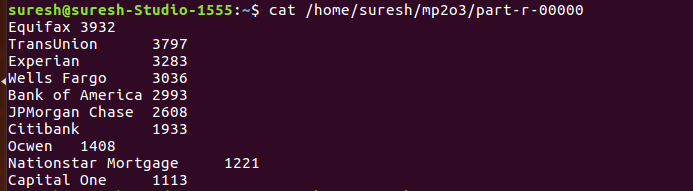 suresh@suresh-Studio-1555:~$ cat /home/suresh/mp2o3/part-r-00000
Equifax 3932
TransUnion 3797
Experian 3283
Wells Fargo 3036
Bank of America 2993
JPMorgan Chase 2608
Citibank 1933
Ocwen 1408
Nationstar Mortgage 1221
Capital One 1113